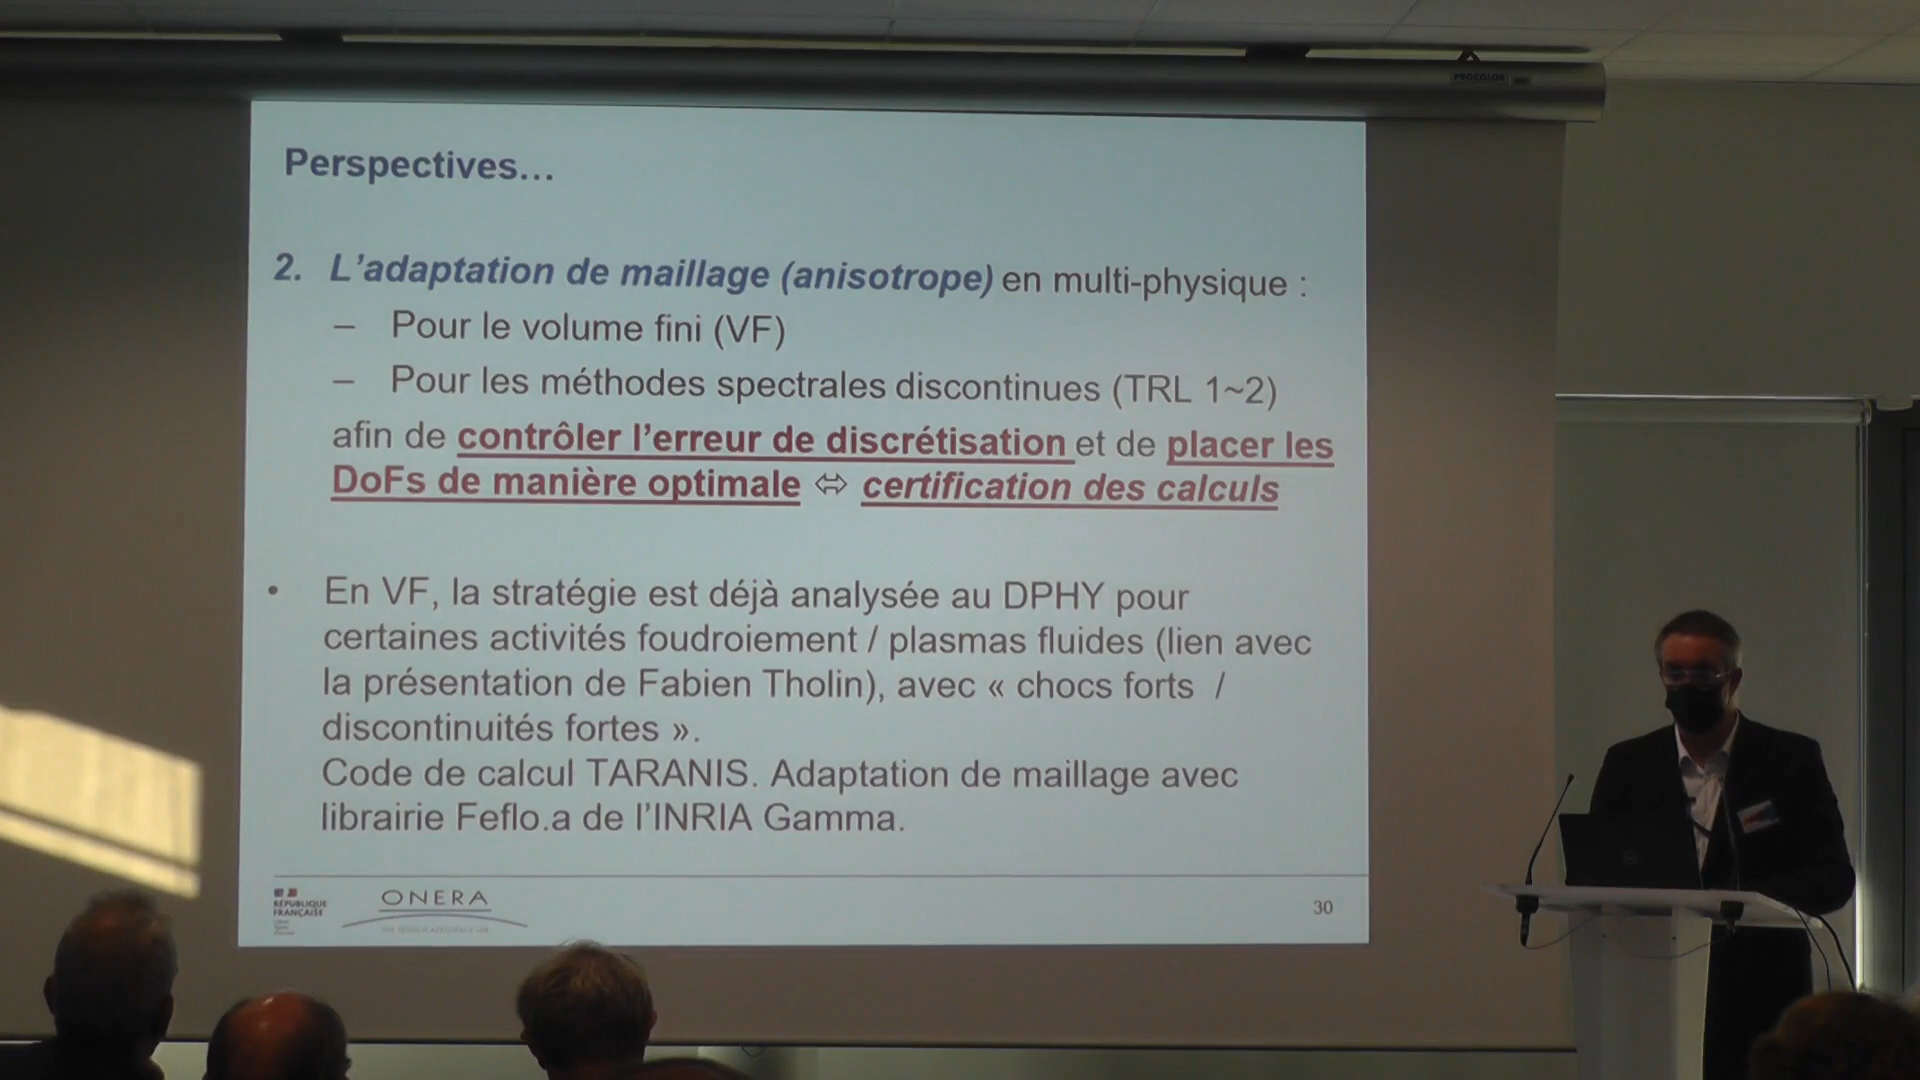 PROCOLOR
Perspectives...
2. L'adaptation de maillage (anisotrope) en multi-physique :
– Pour le volume fini (VF)
– Pour les méthodes spectrales discontinues (TRL 1~2)
afin de contrôler l'erreur de discrétisation et de placer les
DoFs de manière optimale ⇔ certification des calculs
• En VF, la stratégie est déjà analysée au DPHY pour
certaines activités foudroiement / plasmas fluides (lien avec
la présentation de Fabien Tholin), avec « chocs forts /
discontinuités fortes ».
Code de calcul TARANIS. Adaptation de maillage avec
librairie Feflo.a de l'INRIA Gamma.
RÉPUBLIQUE
FRANÇAISE
ONERA
30